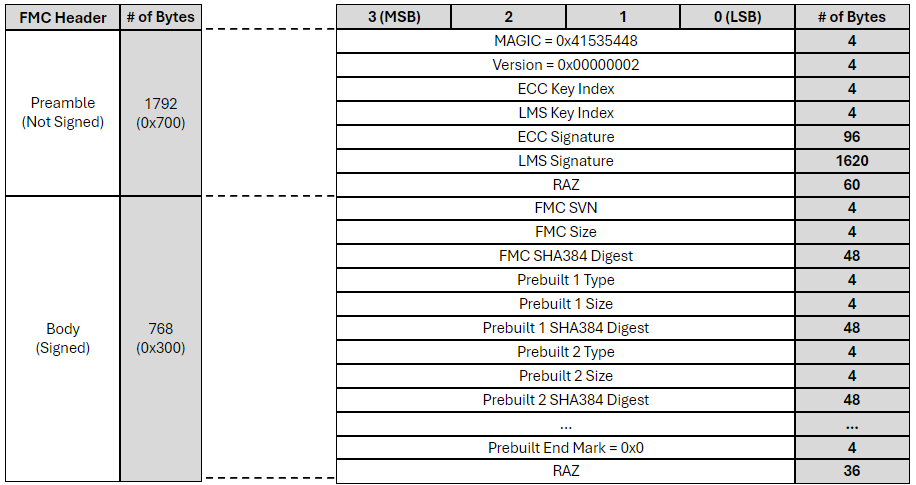 FMC Header # of Bytes 3 (MSB) 2 1 0 (LSB) # of Bytes
MAGIC = 0x41535448 4
Version = 0x00000002 4
ECC Key Index 4
Preamble
(Not Signed)
1792
(0x700)
LMS Key Index 4
ECC Signature 96
LMS Signature 1620
RAZ 60
FMC SVN 4
FMC Size 4
FMC SHA384 Digest 48
Prebuilt 1 Type 4
Prebuilt 1 Size 4
Body
(Signed)
768
(0x300)
Prebuilt 1 SHA384 Digest 48
Prebuilt 2 Type 4
Prebuilt 2 Size 4
Prebuilt 2 SHA384 Digest 48
... ...
Prebuilt End Mark = 0x0 4
RAZ 36